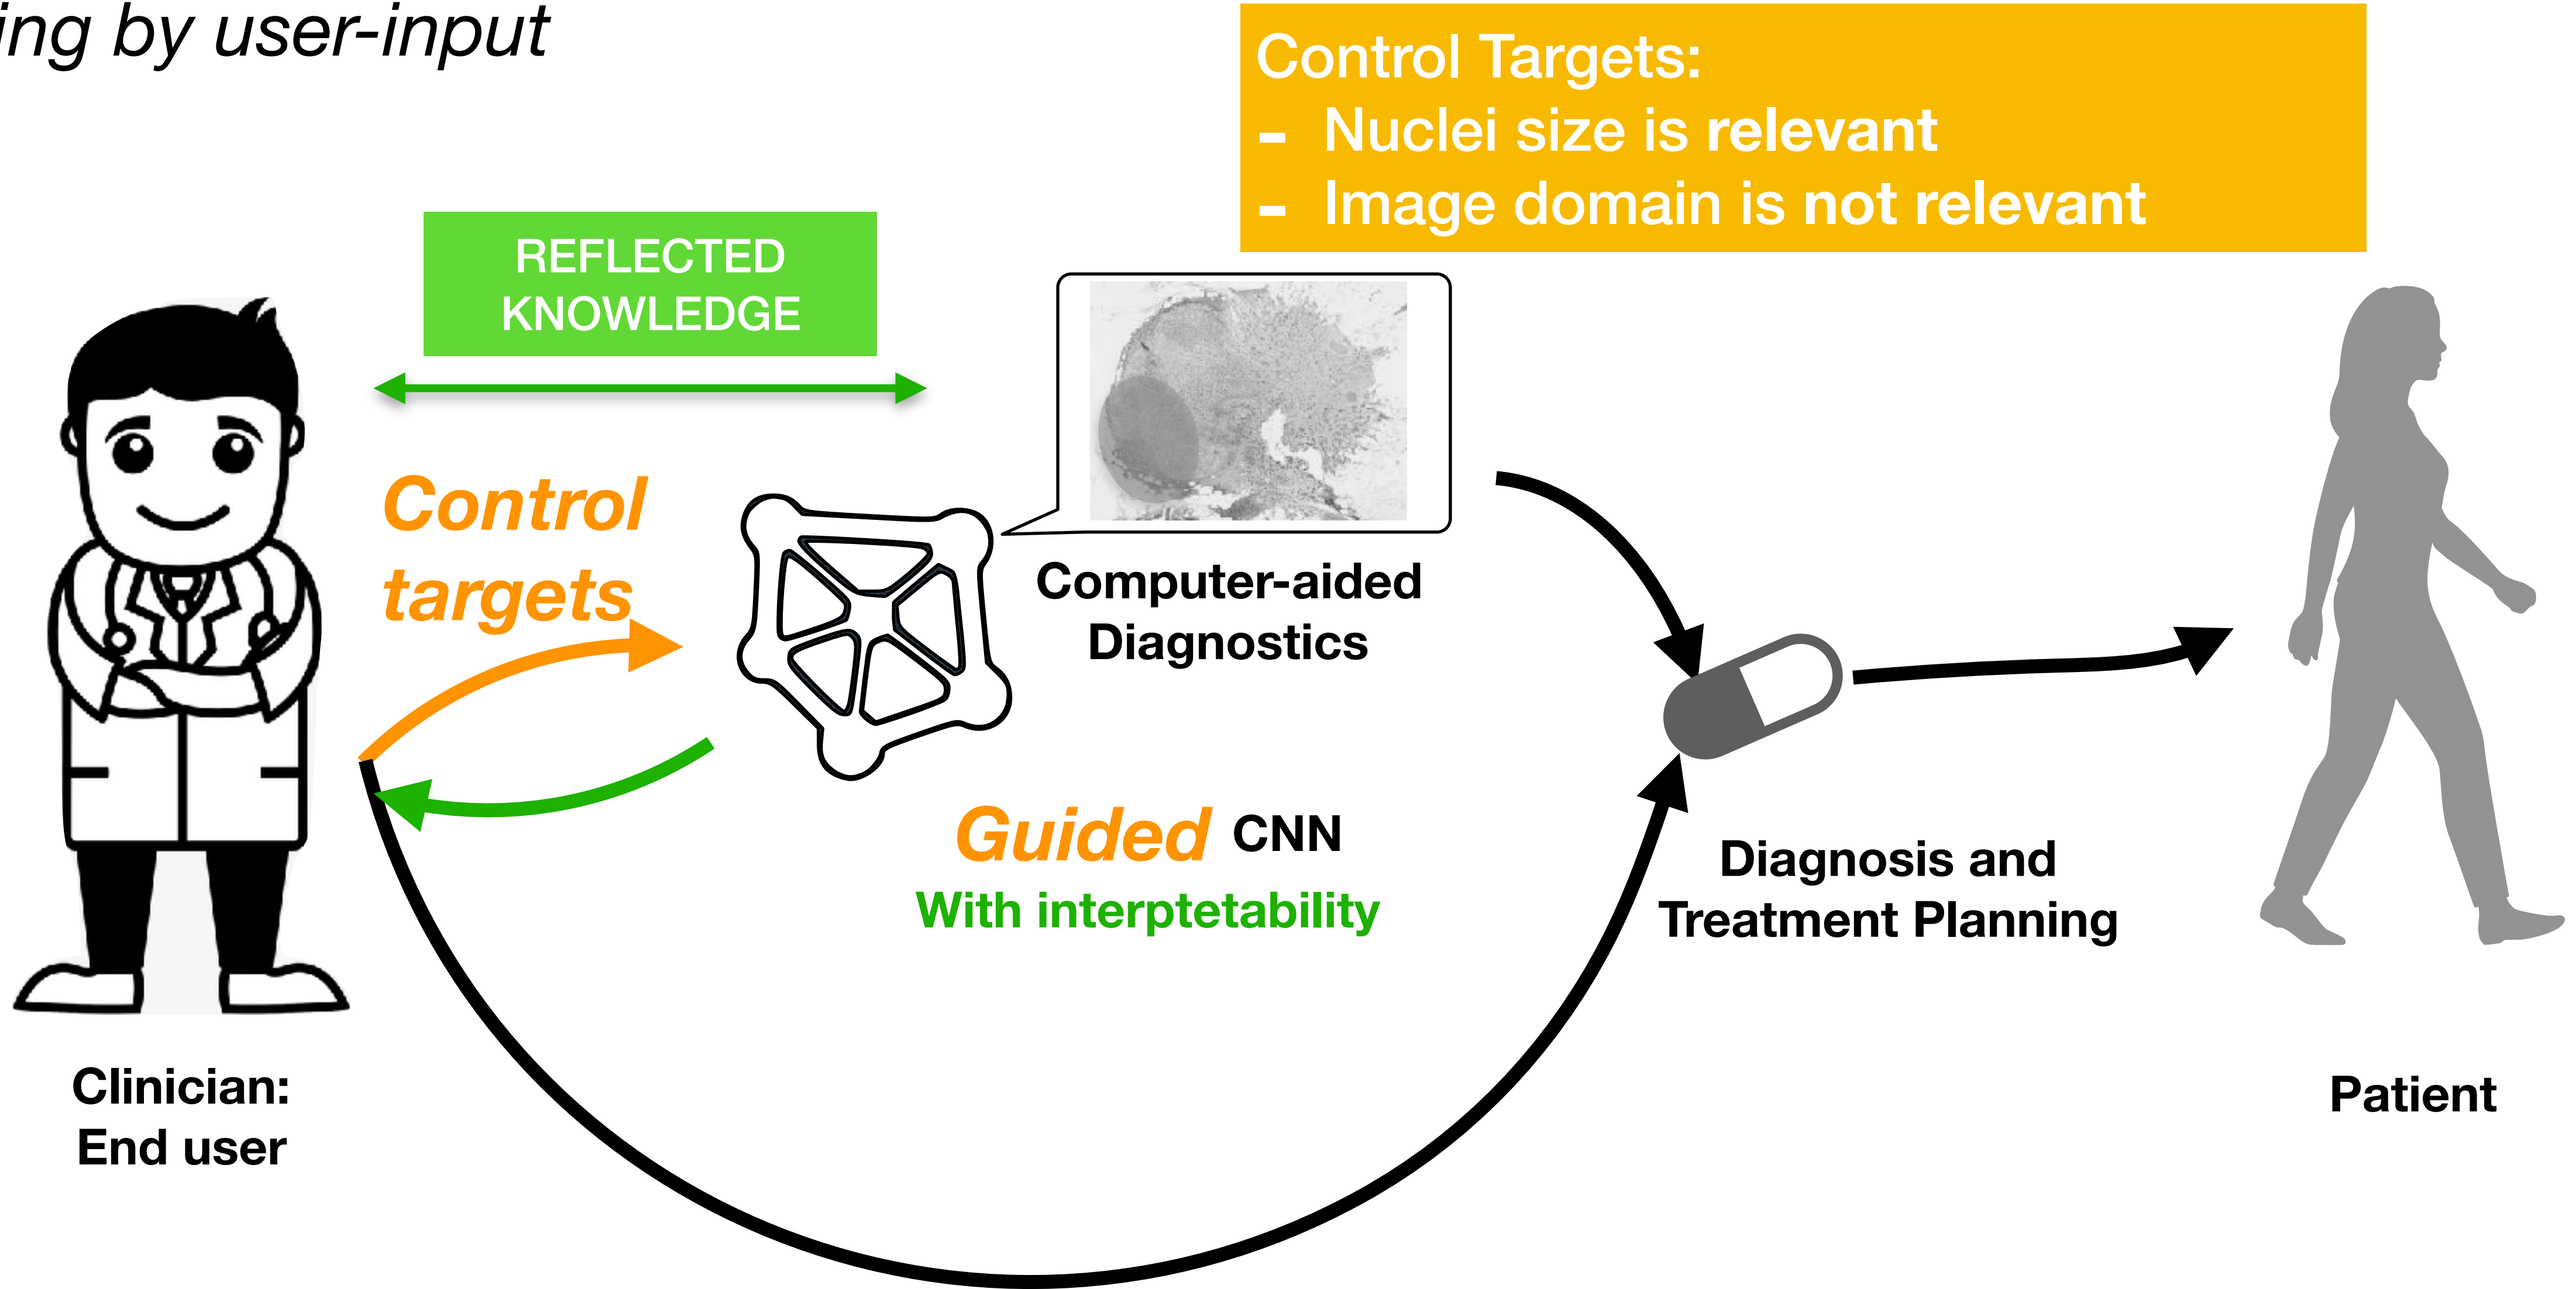 ing by user-input
Control Targets:
- Nuclei size is relevant
- Image domain is not relevant
REFLECTED
KNOWLEDGE
Control
targets
Computer-aided
Diagnostics
Guided CNN
With interptetability
Diagnosis and
Treatment Planning
Clinician:
End user
Patient